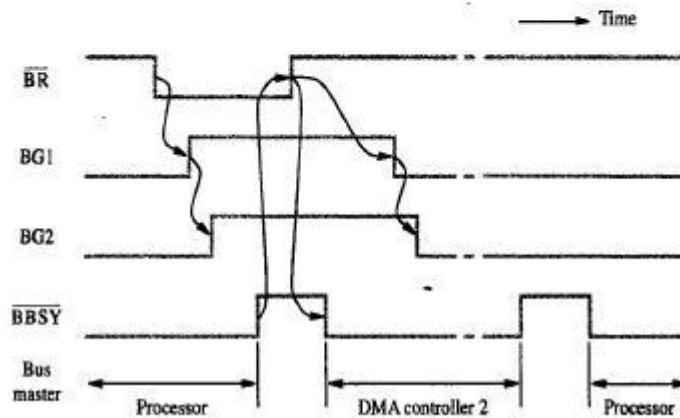 Time
BR
BG1
BG2
BBSY
Bus
master
Processor
DMA controller 2
Processor